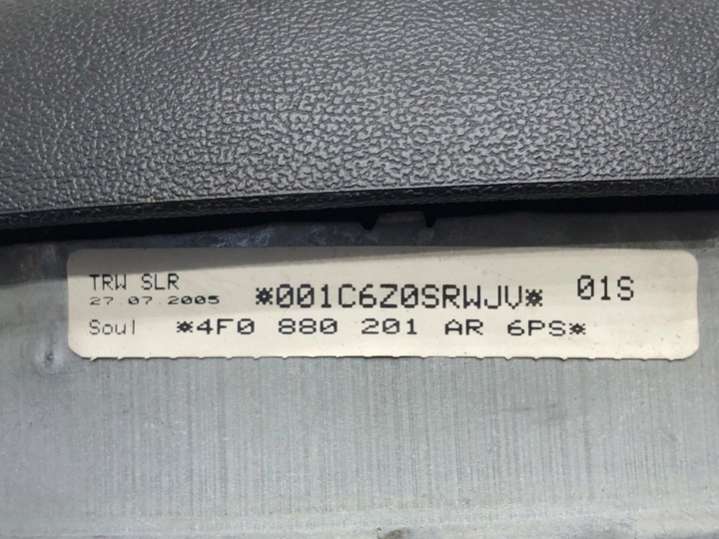 TRW SLR *001C6Z0SRWJV* 01S
27.07.2005
Soul *4F0 880 201 AR 6PS*